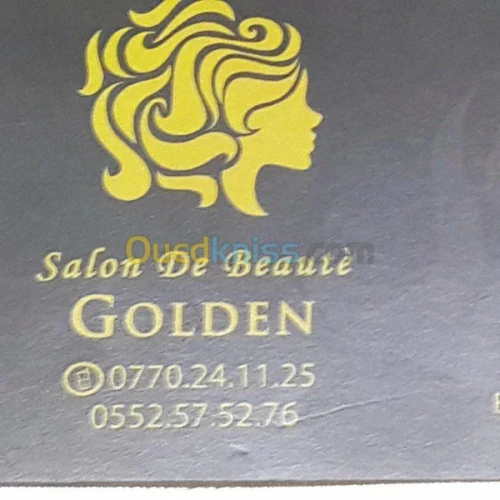 Ouedkniss.com
Salon De Beautè
GOLDEN
0770.24.11.25
0552.57.52.76